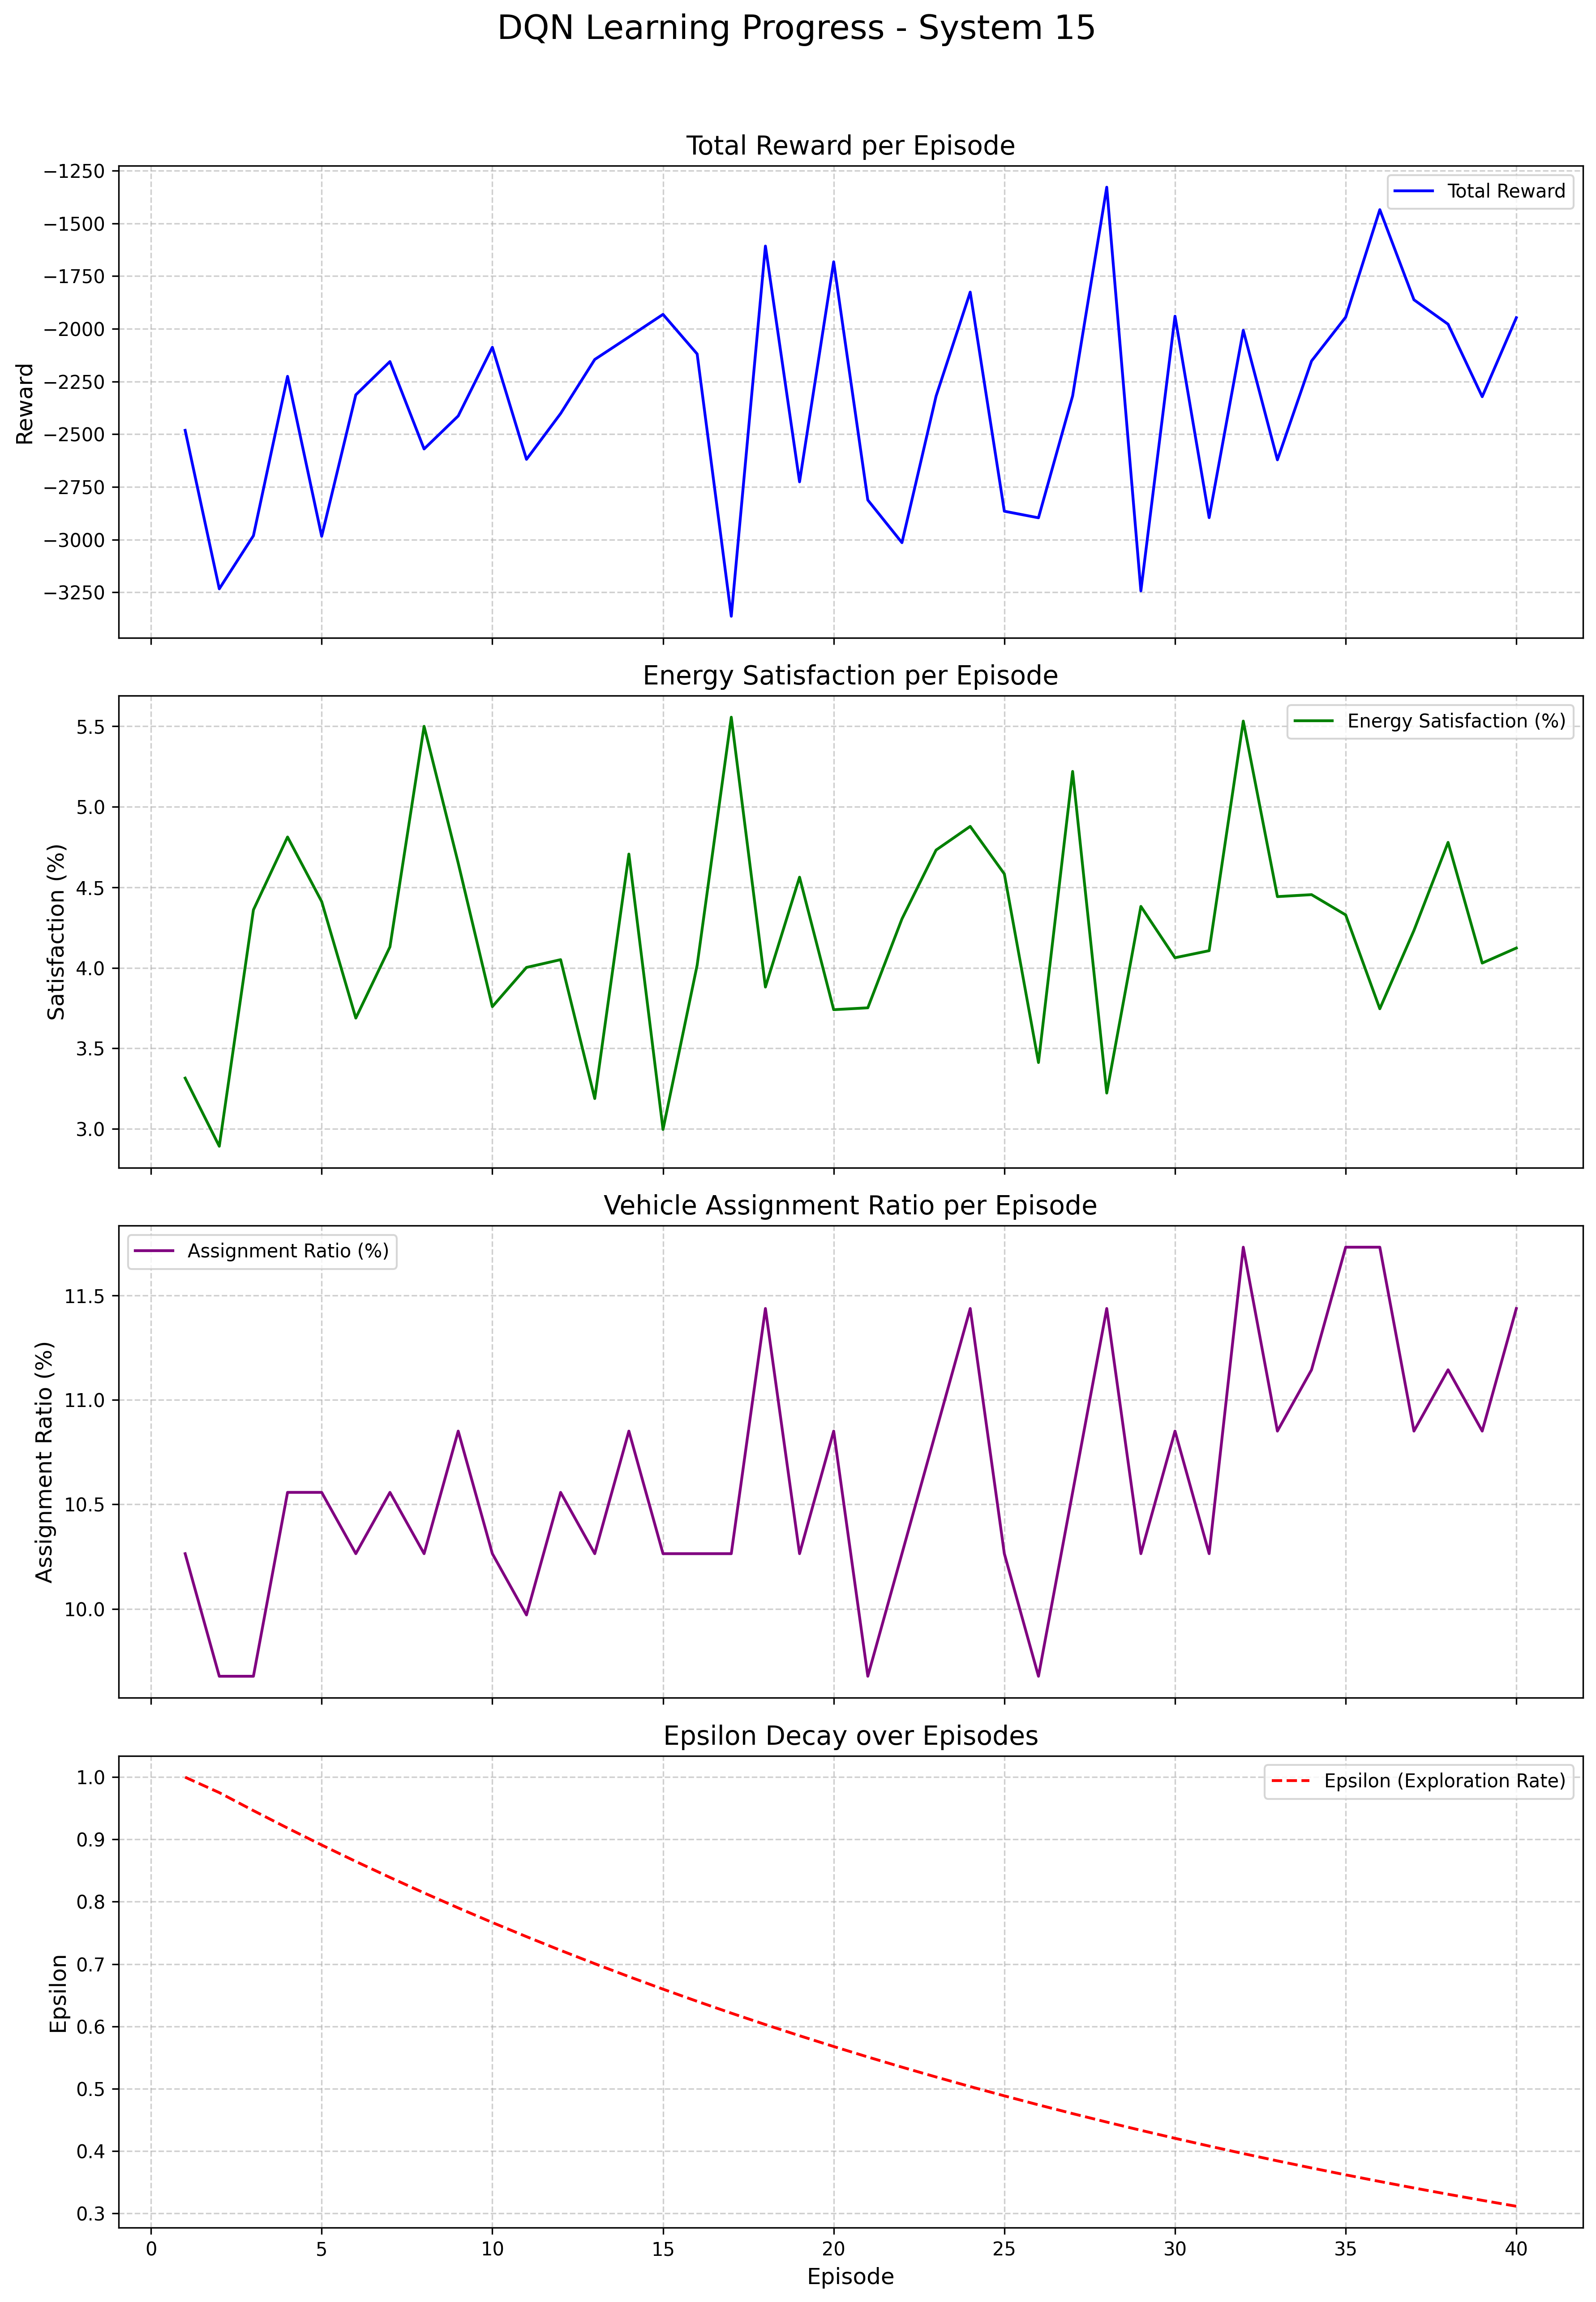 DQN Learning Progress - System 15
Total Reward per Episode
Total Reward
Reward
−1250
−1500
−1750
−2000
−2250
−2500
−2750
−3000
−3250
Energy Satisfaction per Episode
Energy Satisfaction (%)
Satisfaction (%)
5.5
5.0
4.5
4.0
3.5
3.0
Vehicle Assignment Ratio per Episode
Assignment Ratio (%)
Assignment Ratio (%)
11.5
11.0
10.5
10.0
Epsilon Decay over Episodes
Epsilon (Exploration Rate)
Epsilon
1.0
0.9
0.8
0.7
0.6
0.5
0.4
0.3
0 5 10 15 20 25 30 35 40
Episode